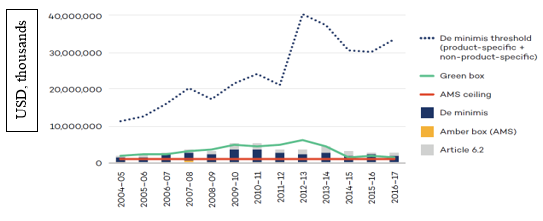 USD, thousands
40,000,000
30,000,000
20,000,000
10,000,000
0
2004–05
2005–06
2006–07
2007–08
2008–09
2009–10
2010–11
2011–12
2012–13
2013–14
2014–15
2015–16
2016–17
De minimis threshold
(product-specific +
non-product-specific)
Green box
AMS ceiling
De minimis
Amber box (AMS)
Article 6.2